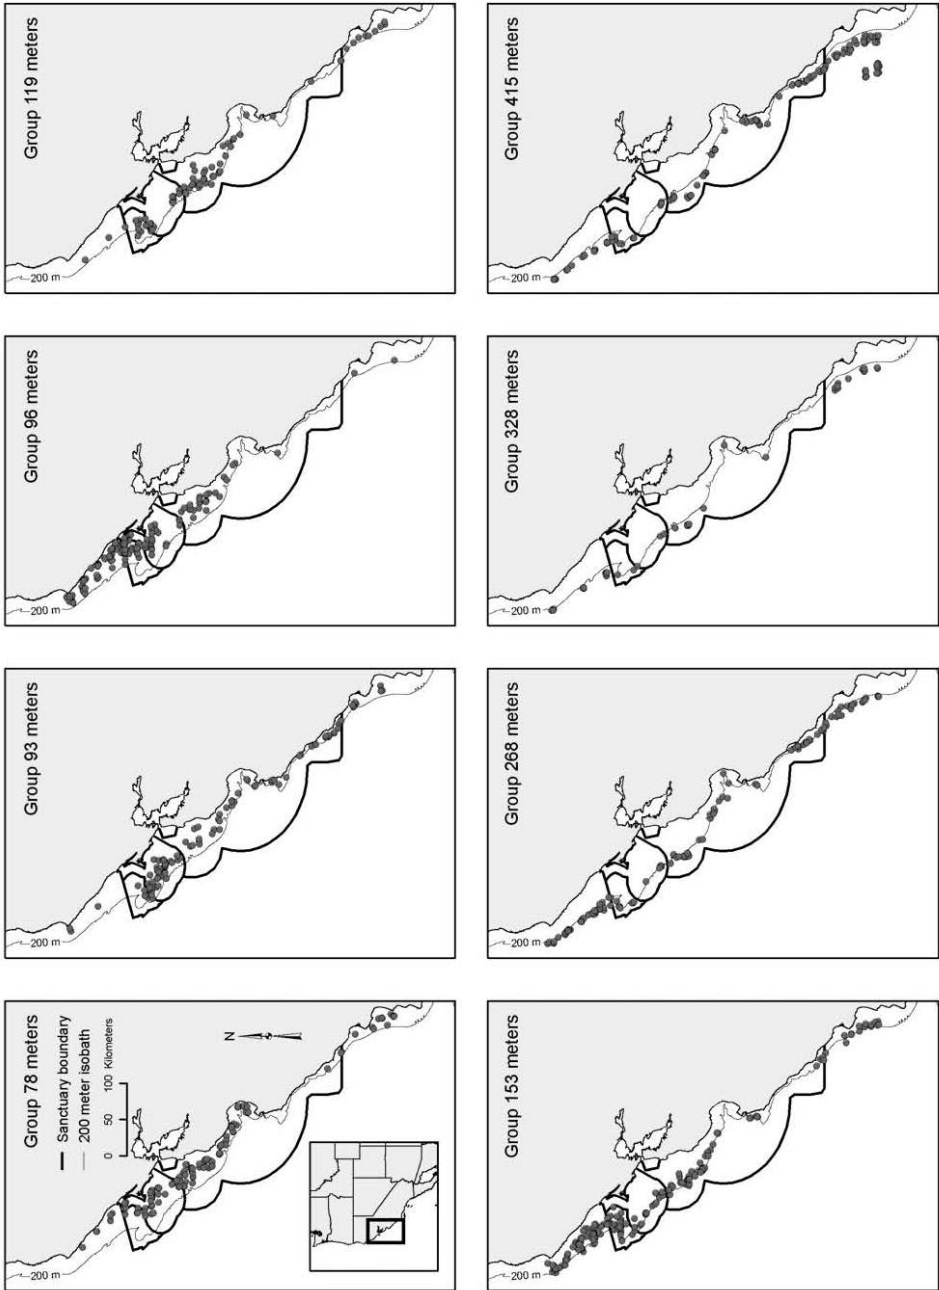 Group 78 meters
Sanctuary boundary
200 meter isobath
0 50 100
Kilometers
N
200 m
Group 93 meters
200 m
Group 96 meters
200 m
Group 119 meters
200 m
Group 153 meters
200 m
Group 268 meters
200 m
Group 328 meters
200 m
Group 415 meters
200 m